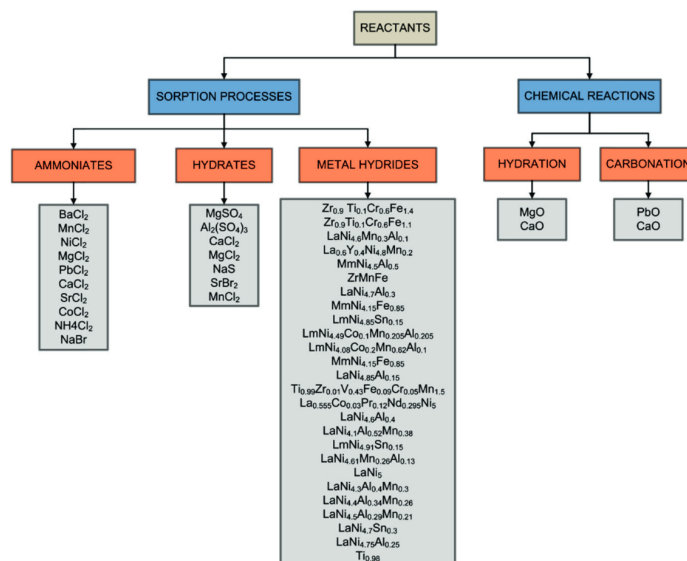 REACTANTS
SORPTION PROCESSES
CHEMICAL REACTIONS
AMMONIATES
HYDRATES
METAL HYDRIDES
HYDRATION
CARBONATION
BaCl₂
MnCl₂
NiCl₂
MgCl₂
PbCl₂
CaCl₂
SrCl₂
CoCl₂
NH4Cl₂
NaBr
MgSO₄
Al₂(SO₄)₃
CaCl₂
MgCl₂
NaS
SrBr₂
MnCl₂
Zr₀.₉ Ti₀.₁Cr₀.₆Fe₁.₄
Zr₀.₉Ti₀.₁Cr₀.₆Fe₁.₁
LaNi₄.₆Mn₀.₃Al₀.₁
La₀.₆Y₀.₄Ni₄.₈Mn₀.₂
MmNi₄.₅Al₀.₅
ZrMnFe
LaNi₄.₇Al₀.₃
MmNi₄.₁₅Fe₀.₈₅
LmNi₄.₈₅Sn₀.₁₅
LmNi₄.₄₉Co₀.₁Mn₀.₂₀₅Al₀.₂₀₅
LmNi₄.₀₈Co₀.₂Mn₀.₆₂Al₀.₁
MmNi₄.₁₅Fe₀.₈₅
LaNi₄.₈₅Al₀.₁₅
Ti₀.₉₉Zr₀.₀₁V₀.₄₃Fe₀.₀₉Cr₀.₀₅Mn₁.₅
La₀.₅₅₅Co₀.₀₃Pr₀.₁₂Nd₀.₂₉₅Ni₅
LaNi₄.₆Al₀.₄
LaNi₄.₁Al₀.₅₂Mn₀.₃₈
LmNi₄.₉₁Sn₀.₁₅
LaNi₄.₆₁Mn₀.₂₆Al₀.₁₃
LaNi₅
LaNi₄.₃Al₀.₄Mn₀.₃
LaNi₄.₄Al₀.₃₄Mn₀.₂₆
LaNi₄.₅Al₀.₂₉Mn₀.₂₁
LaNi₄.₇Sn₀.₃
LaNi₄.₇₅Al₀.₂₅
Ti₀.₉₈
MgO
CaO
PbO
CaO